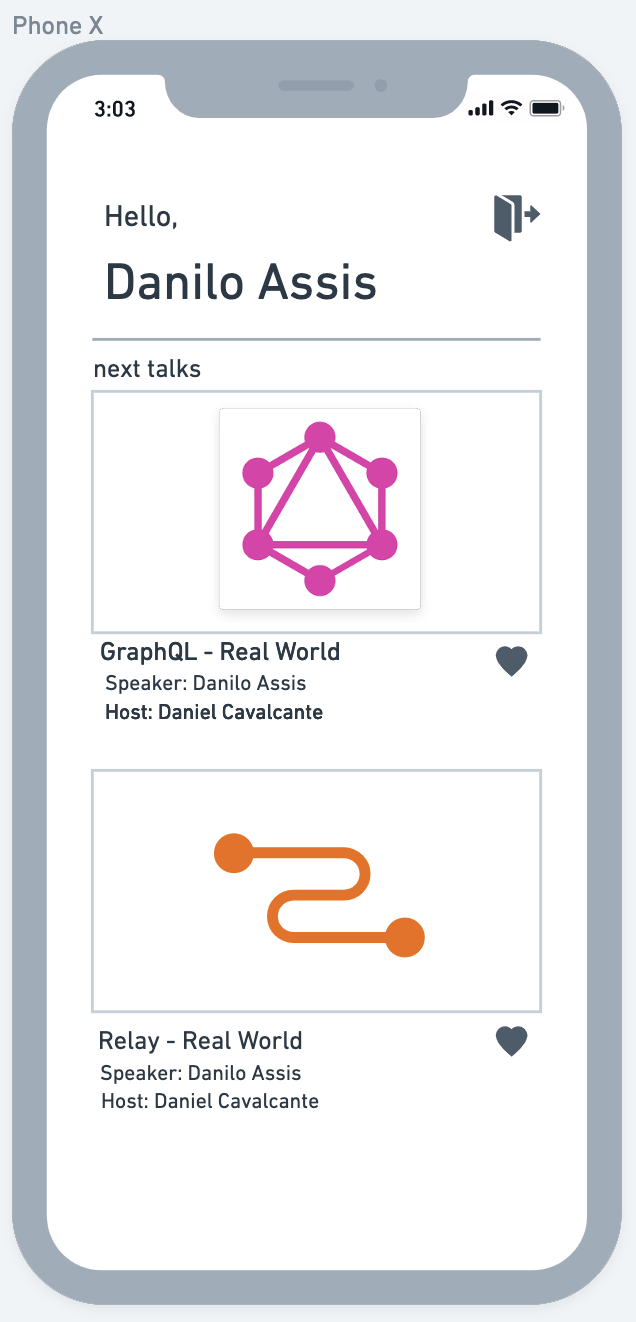 Phone X
3:03
Hello,
Danilo Assis
next talks
GraphQL - Real World
Speaker: Danilo Assis
Host: Daniel Cavalcante
Relay - Real World
Speaker: Danilo Assis
Host: Daniel Cavalcante